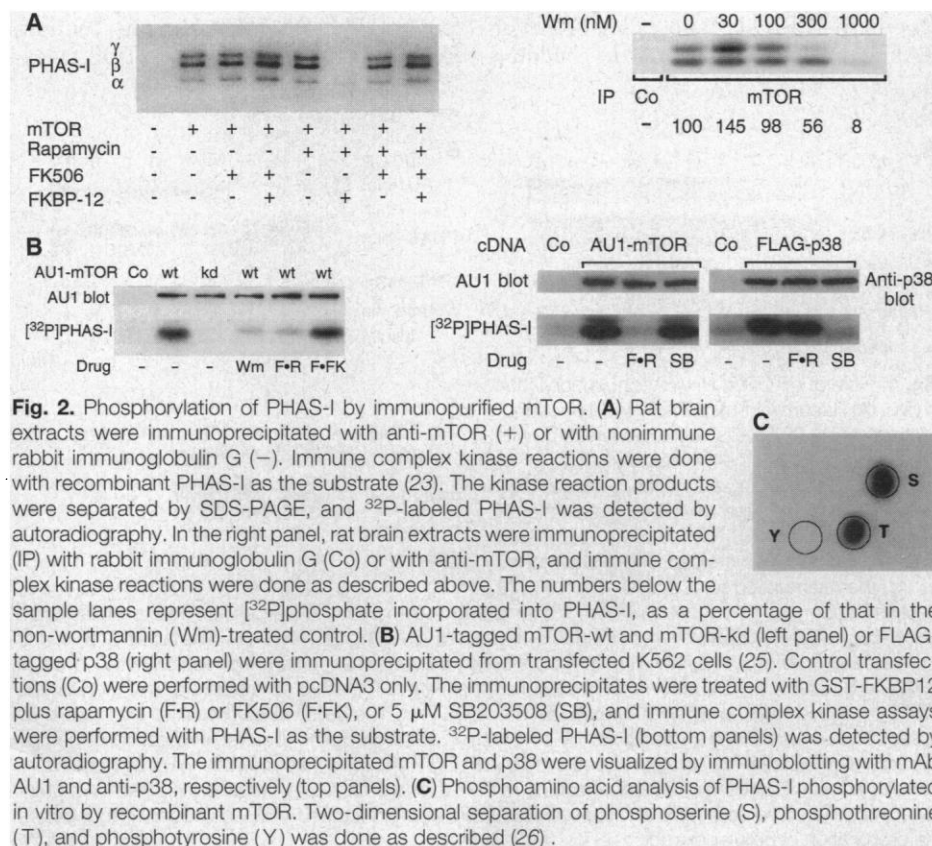 A
PHAS-I
γ
β
α
mTOR - + + + + + + +
Rapamycin - - - - + + + +
FK506 - - + + - - + +
FKBP-12 - - - + - + - +
Wm (nM) - 0 30 100 300 1000
IP Co mTOR
- 100 145 98 56 8
B
AU1-mTOR Co wt kd wt wt wt
AU1 blot
[³²P]PHAS-I
Drug - - - Wm F•R F•FK
cDNA Co AU1-mTOR Co FLAG-p38
AU1 blot
Anti-p38
blot
[³²P]PHAS-I
Drug - - F•R SB - - F•R SB
Fig. 2. Phosphorylation of PHAS-I by immunopurified mTOR. (A) Rat brain
extracts were immunoprecipitated with anti-mTOR (+) or with nonimmune
rabbit immunoglobulin G (−). Immune complex kinase reactions were done
with recombinant PHAS-I as the substrate (23). The kinase reaction products
were separated by SDS-PAGE, and ³²P-labeled PHAS-I was detected by
autoradiography. In the right panel, rat brain extracts were immunoprecipitated
(IP) with rabbit immunoglobulin G (Co) or with anti-mTOR, and immune com-
plex kinase reactions were done as described above. The numbers below the
sample lanes represent [³²P]phosphate incorporated into PHAS-I, as a percentage of that in the
non-wortmannin (Wm)-treated control. (B) AU1-tagged mTOR-wt and mTOR-kd (left panel) or FLAG-
tagged p38 (right panel) were immunoprecipitated from transfected K562 cells (25). Control transfec-
tions (Co) were performed with pcDNA3 only. The immunoprecipitates were treated with GST-FKBP12
plus rapamycin (F•R) or FK506 (F•FK), or 5 μM SB203508 (SB), and immune complex kinase assays
were performed with PHAS-I as the substrate. ³²P-labeled PHAS-I (bottom panels) was detected by
autoradiography. The immunoprecipitated mTOR and p38 were visualized by immunoblotting with mAb
AU1 and anti-p38, respectively (top panels). (C) Phosphoamino acid analysis of PHAS-I phosphorylated
in vitro by recombinant mTOR. Two-dimensional separation of phosphoserine (S), phosphothreonine
(T), and phosphotyrosine (Y) was done as described (26).
C
S
Y
T